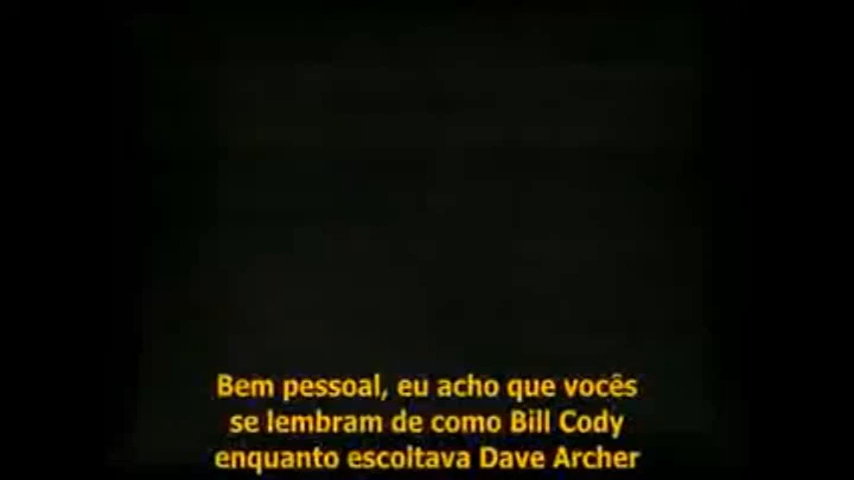 Bem pessoal, eu acho que vocês
se lembram de como Bill Cody
enquanto escoltava Dave Archer